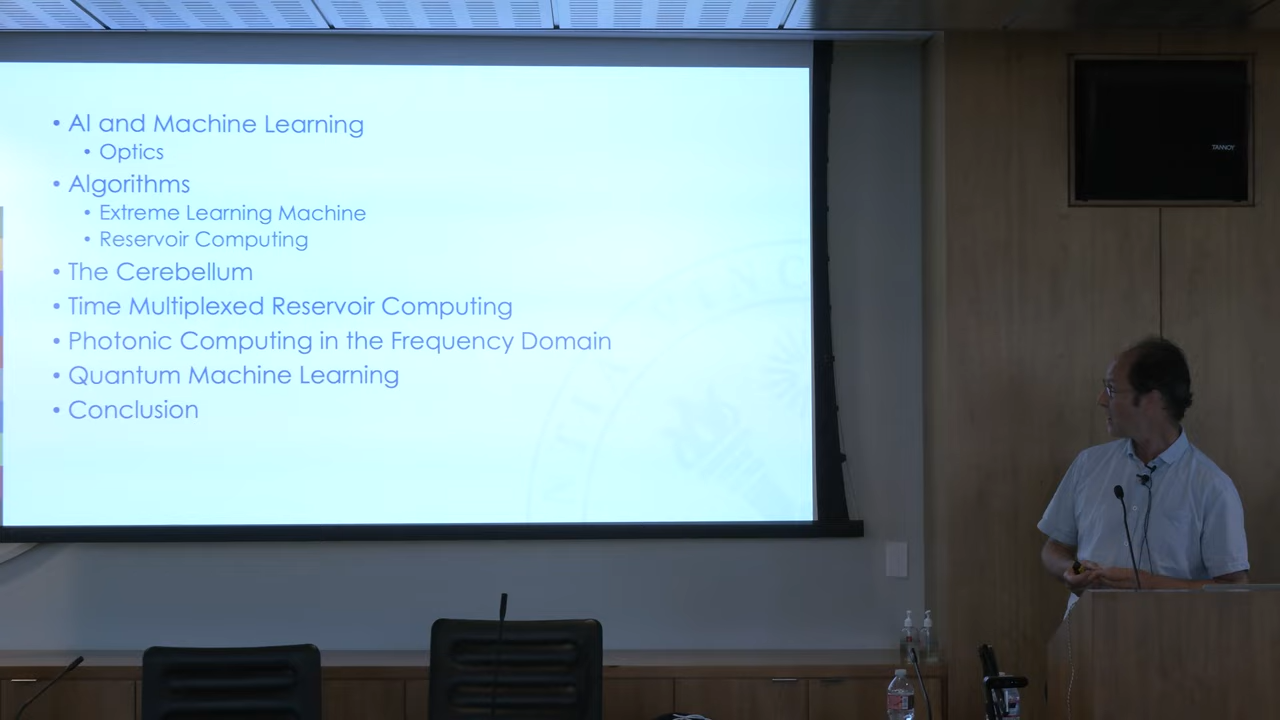 • AI and Machine Learning
• Optics
• Algorithms
• Extreme Learning Machine
• Reservoir Computing
• The Cerebellum
• Time Multiplexed Reservoir Computing
• Photonic Computing in the Frequency Domain
• Quantum Machine Learning
• Conclusion
TANNOY